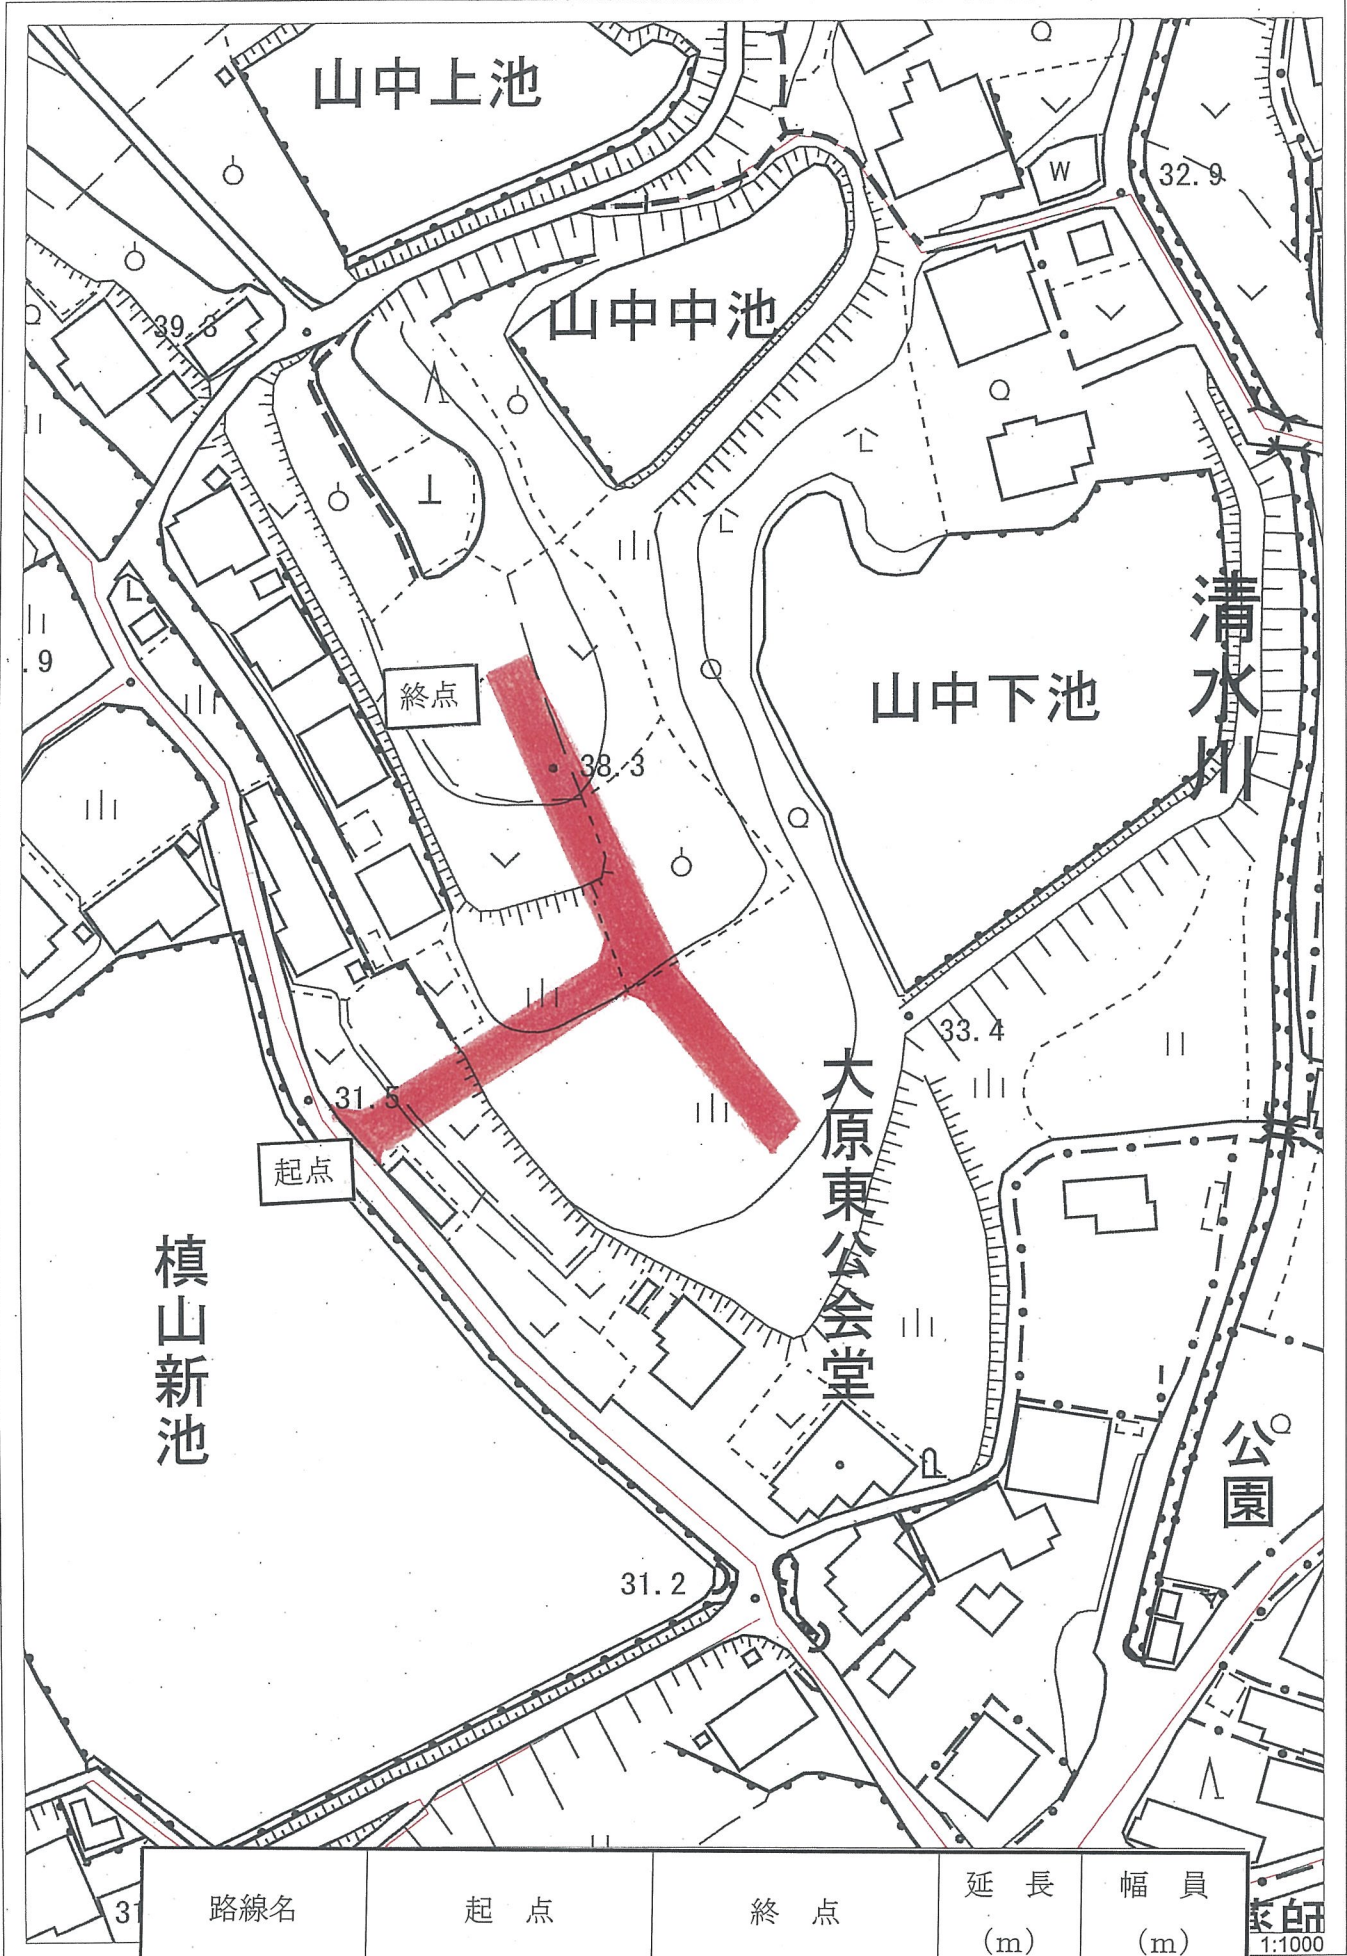 山中上池
W
32.9
山中中池
39.3
清水川
.9
終点
山中下池
38.3
33.4
31.5
大原東公会堂
起点
槙山新池
公園
31.2
31
路線名
起 点
終 点
延 長
(m)
幅 員
(m)
1:1000